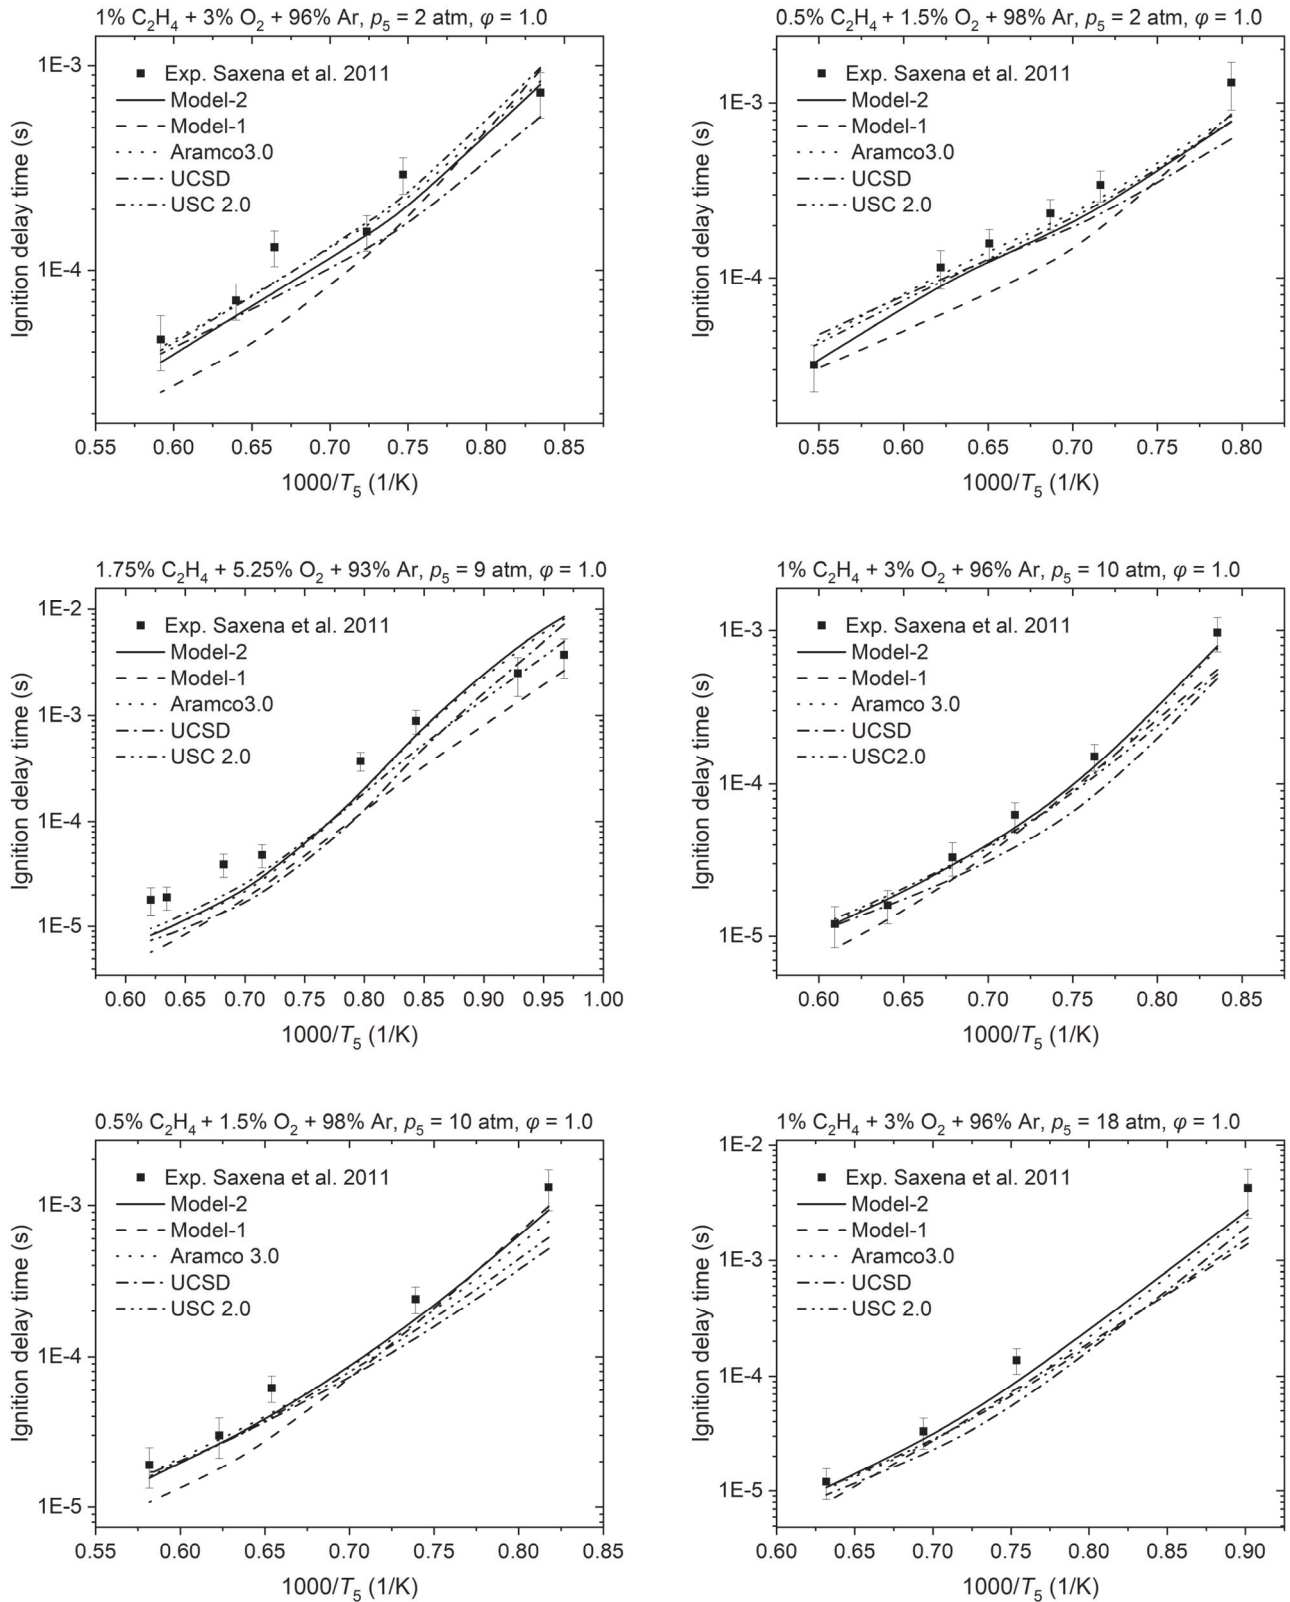 1% C2H4 + 3% O2 + 96% Ar, p5 = 2 atm, φ = 1.0
1E-3
1E-4
Ignition delay time (s)
Exp. Saxena et al. 2011
Model-2
Model-1
Aramco3.0
UCSD
USC 2.0
0.55 0.60 0.65 0.70 0.75 0.80 0.85
1000/T5 (1/K)
0.5% C2H4 + 1.5% O2 + 98% Ar, p5 = 2 atm, φ = 1.0
1E-3
1E-4
Ignition delay time (s)
Exp. Saxena et al. 2011
Model-2
Model-1
Aramco3.0
UCSD
USC 2.0
0.55 0.60 0.65 0.70 0.75 0.80
1000/T5 (1/K)
1.75% C2H4 + 5.25% O2 + 93% Ar, p5 = 9 atm, φ = 1.0
1E-2
1E-3
1E-4
1E-5
Ignition delay time (s)
Exp. Saxena et al. 2011
Model-2
Model-1
Aramco3.0
UCSD
USC 2.0
0.60 0.65 0.70 0.75 0.80 0.85 0.90 0.95 1.00
1000/T5 (1/K)
1% C2H4 + 3% O2 + 96% Ar, p5 = 10 atm, φ = 1.0
1E-3
1E-4
1E-5
Ignition delay time (s)
Exp. Saxena et al. 2011
Model-2
Model-1
Aramco 3.0
UCSD
USC2.0
0.60 0.65 0.70 0.75 0.80 0.85
1000/T5 (1/K)
0.5% C2H4 + 1.5% O2 + 98% Ar, p5 = 10 atm, φ = 1.0
1E-3
1E-4
1E-5
Ignition delay time (s)
Exp. Saxena et al. 2011
Model-2
Model-1
Aramco 3.0
UCSD
USC 2.0
0.55 0.60 0.65 0.70 0.75 0.80 0.85
1000/T5 (1/K)
1% C2H4 + 3% O2 + 96% Ar, p5 = 18 atm, φ = 1.0
1E-2
1E-3
1E-4
1E-5
Ignition delay time (s)
Exp. Saxena et al. 2011
Model-2
Model-1
Aramco3.0
UCSD
USC 2.0
0.60 0.65 0.70 0.75 0.80 0.85 0.90
1000/T5 (1/K)